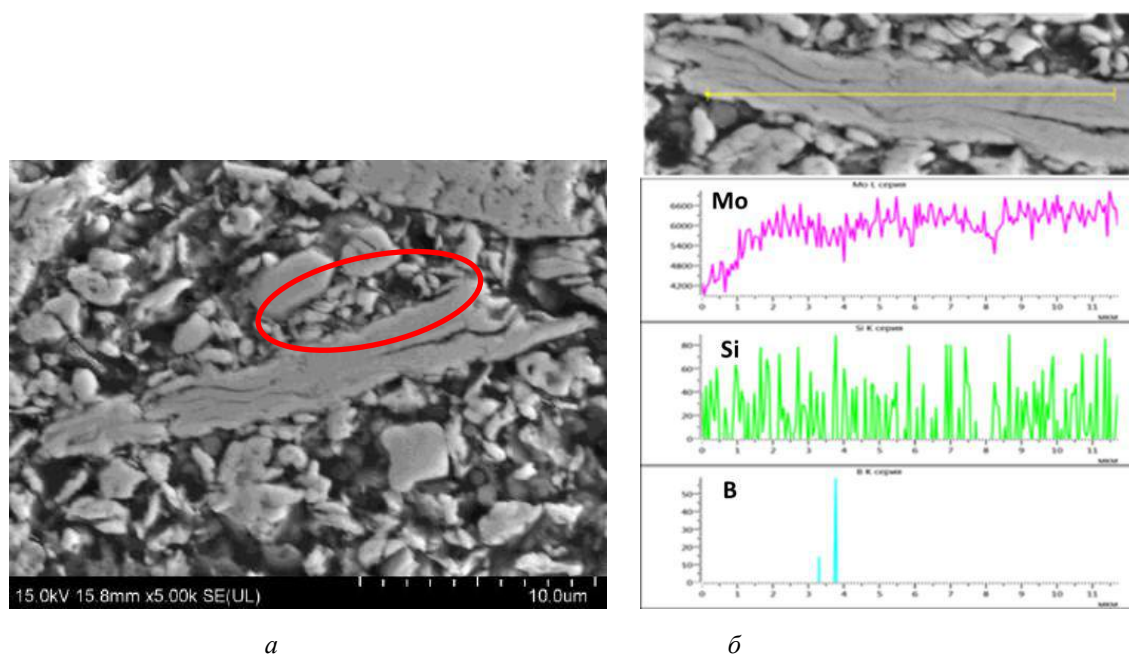 15.0kV 15.8mm x5.00k SE(UL)
10.0um
а
Mo L серия
Mo
6600
6000
5400
4800
4200
0 1 2 3 4 5 6 7 8 9 10 11
мкм
Si K серия
Si
80
60
40
20
0
0 1 2 3 4 5 6 7 8 9 10 11
мкм
B K серия
B
50
40
30
20
10
0
0 1 2 3 4 5 6 7 8 9 10 11
мкм
б